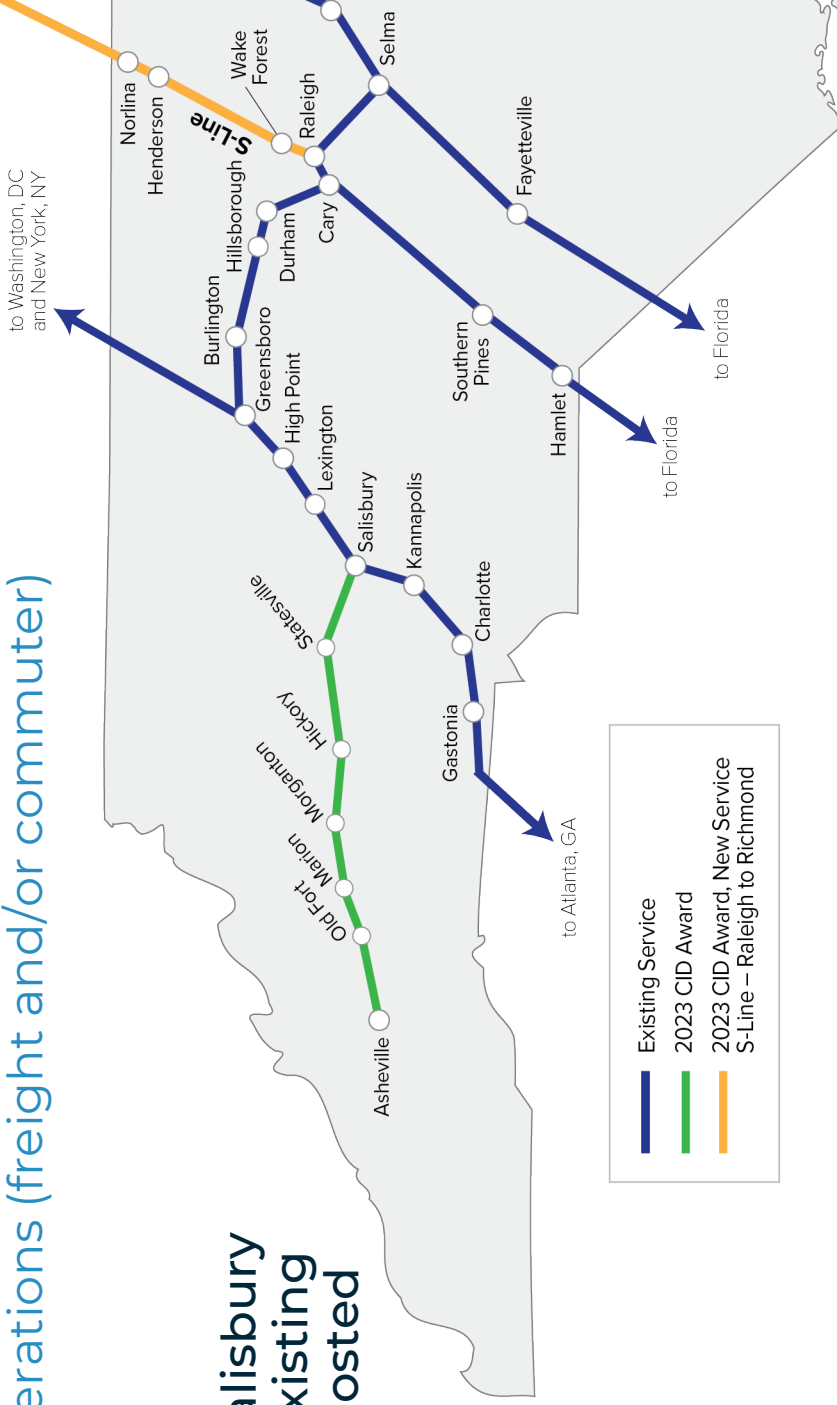 erations (freight and/or commuter)
alisbury
xisting
osted
to Washington, DC
and New York, NY
Norlina
Henderson
S-Line
Wake
Forest
Raleigh
Selma
Cary
Durham
Hillsborough
Burlington
Greensboro
High Point
Lexington
Salisbury
Kannapolis
Charlotte
Gastonia
to Atlanta, GA
Statesville
Hickory
Morganton
Marion
Old Fort
Asheville
Fayetteville
to Florida
Southern
Pines
Hamlet
to Florida
Existing Service
2023 CID Award
2023 CID Award, New Service
S-Line – Raleigh to Richmond